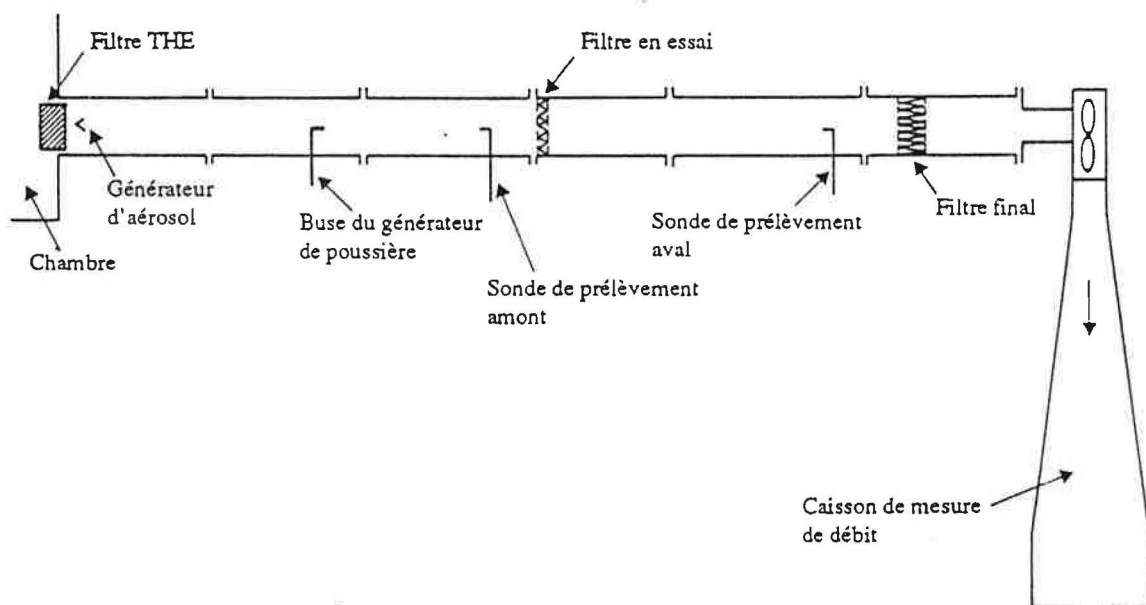 Filtre THE
Filtre en essai
Générateur
d'aérosol
Buse du générateur
de poussière
Sonde de prélèvement
aval
Filtre final
Chambre
Sonde de prélèvement
amont
Caisson de mesure
de débit